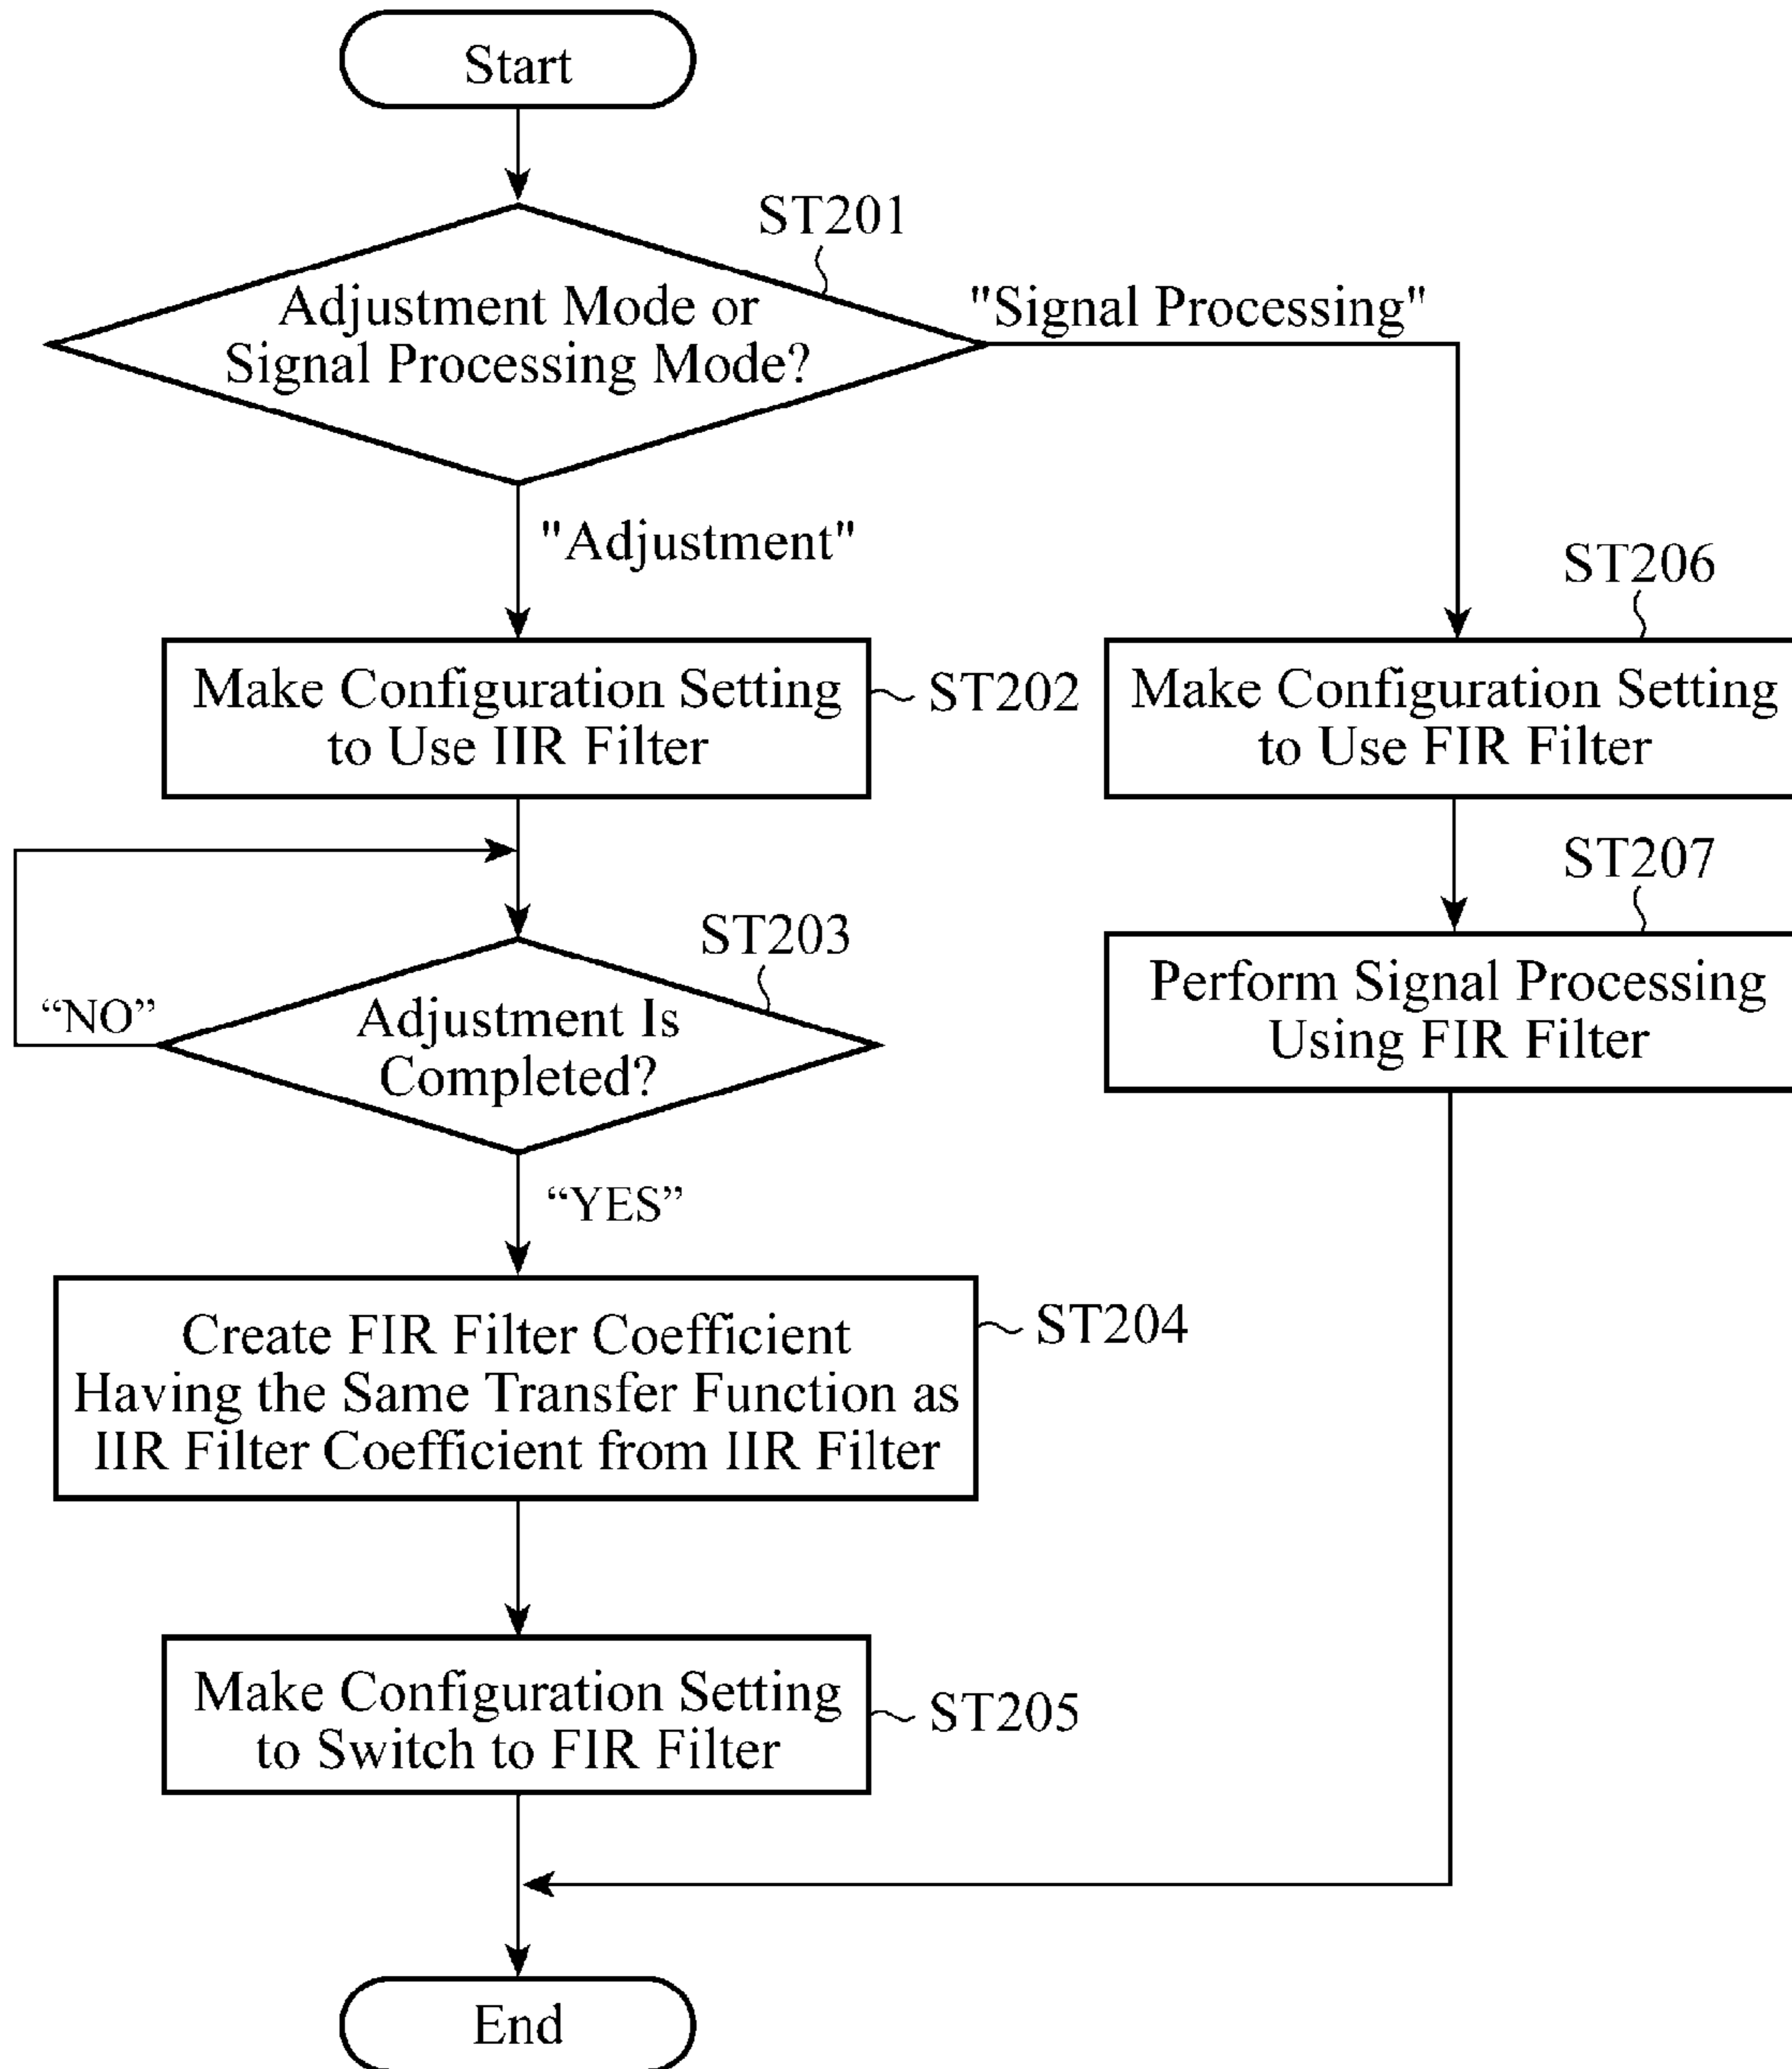 Start
ST201
Adjustment Mode or
Signal Processing Mode?
"Signal Processing"
"Adjustment"
ST206
Make Configuration Setting
to Use IIR Filter
ST202
Make Configuration Setting
to Use FIR Filter
ST207
ST203
Perform Signal Processing
Using FIR Filter
“NO”
Adjustment Is
Completed?
“YES”
Create FIR Filter Coefficient
Having the Same Transfer Function as
IIR Filter Coefficient from IIR Filter
ST204
Make Configuration Setting
to Switch to FIR Filter
ST205
End